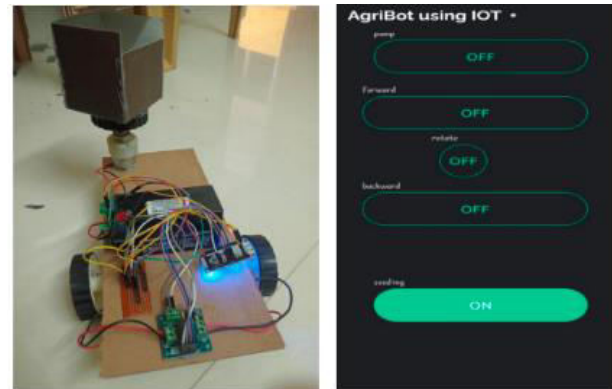 AgriBot using IOT
pump
OFF
forward
OFF
rotate
OFF
backward
OFF
seeding
ON